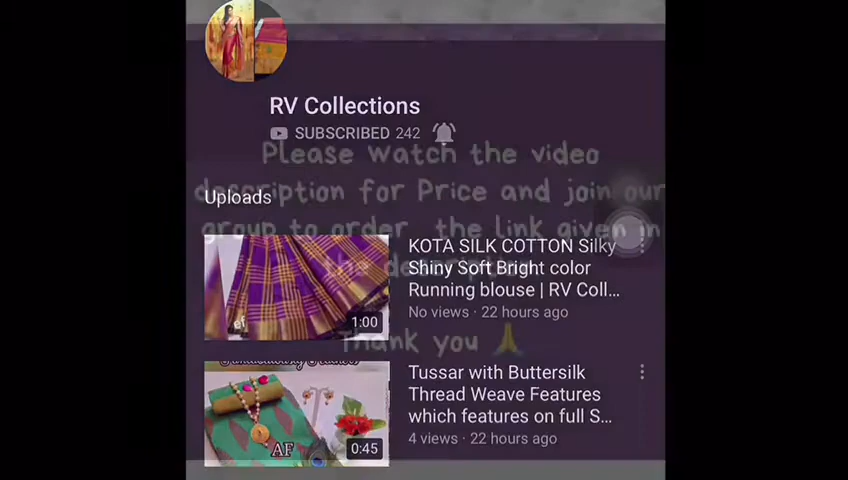 RV Collections
SUBSCRIBED 242
Please watch the video
description for Price and join our
Uploads
group to order the link given in
the description
KOTA SILK COTTON Silky
Shiny Soft Bright color
Running blouse | RV Coll...
No views · 22 hours ago
1:00
Thank you 🙏
Tussar with Buttersilk
Thread Weave Features
which features on full S...
4 views · 22 hours ago
AF
0:45